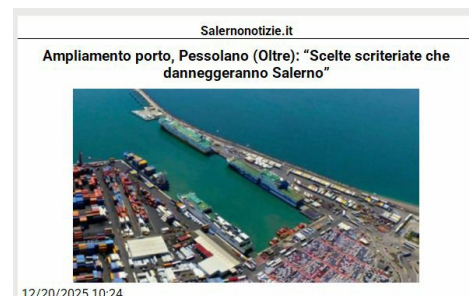 Salernonotizie.it
Ampliamento porto, Pessolano (Oltre): “Scelte scriteriate che
danneggeranno Salerno”
12/20/2025 10:24